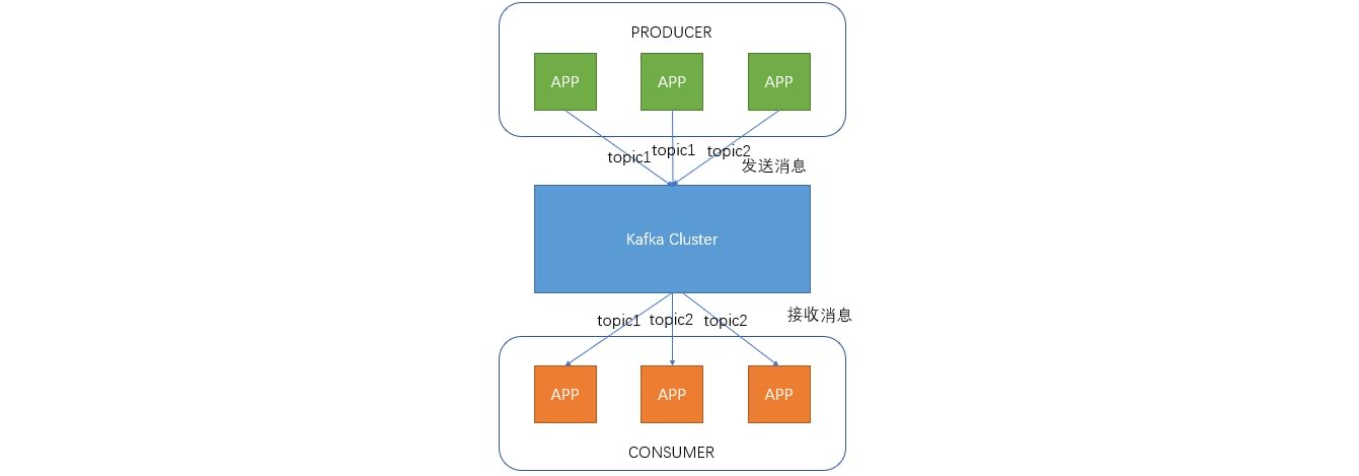 PRODUCER
APP
APP
APP
topic1
topic1
topic2
发送消息
Kafka Cluster
接收消息
topic1
topic2
topic2
APP
APP
APP
CONSUMER